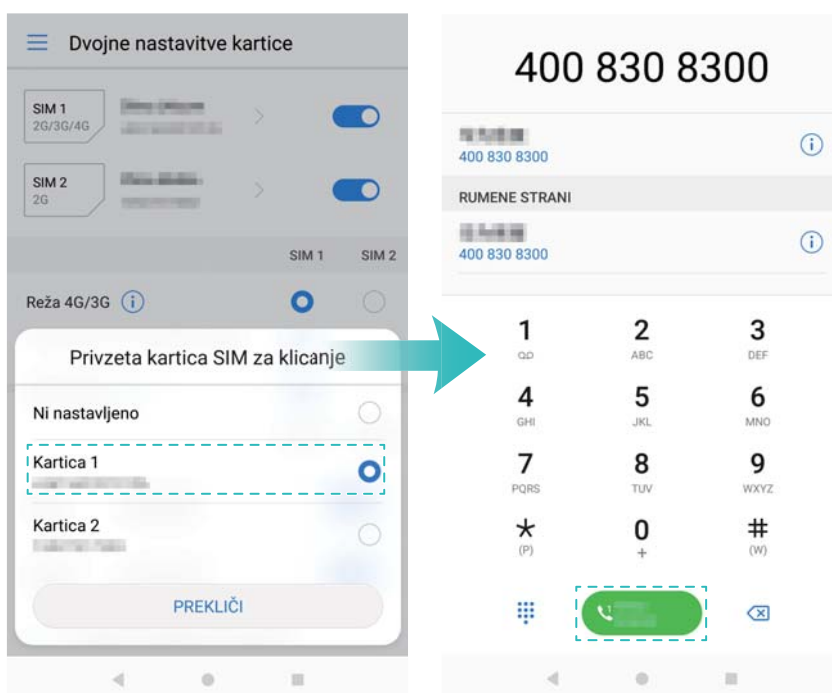 Dvojne nastavitve kartice
SIM 1
2G/3G/4G
SIM 2
2G
SIM 1 SIM 2
Reža 4G/3G
Privzeta kartica SIM za klicanje
Ni nastavljeno
Kartica 1
Kartica 2
PREKLIČI
400 830 8300
400 830 8300
RUMENE STRANI
400 830 8300
1 2 3
ABC DEF
4 5 6
GHI JKL MNO
7 8 9
PQRS TUV WXYZ
* 0 #
(P) + (W)
1